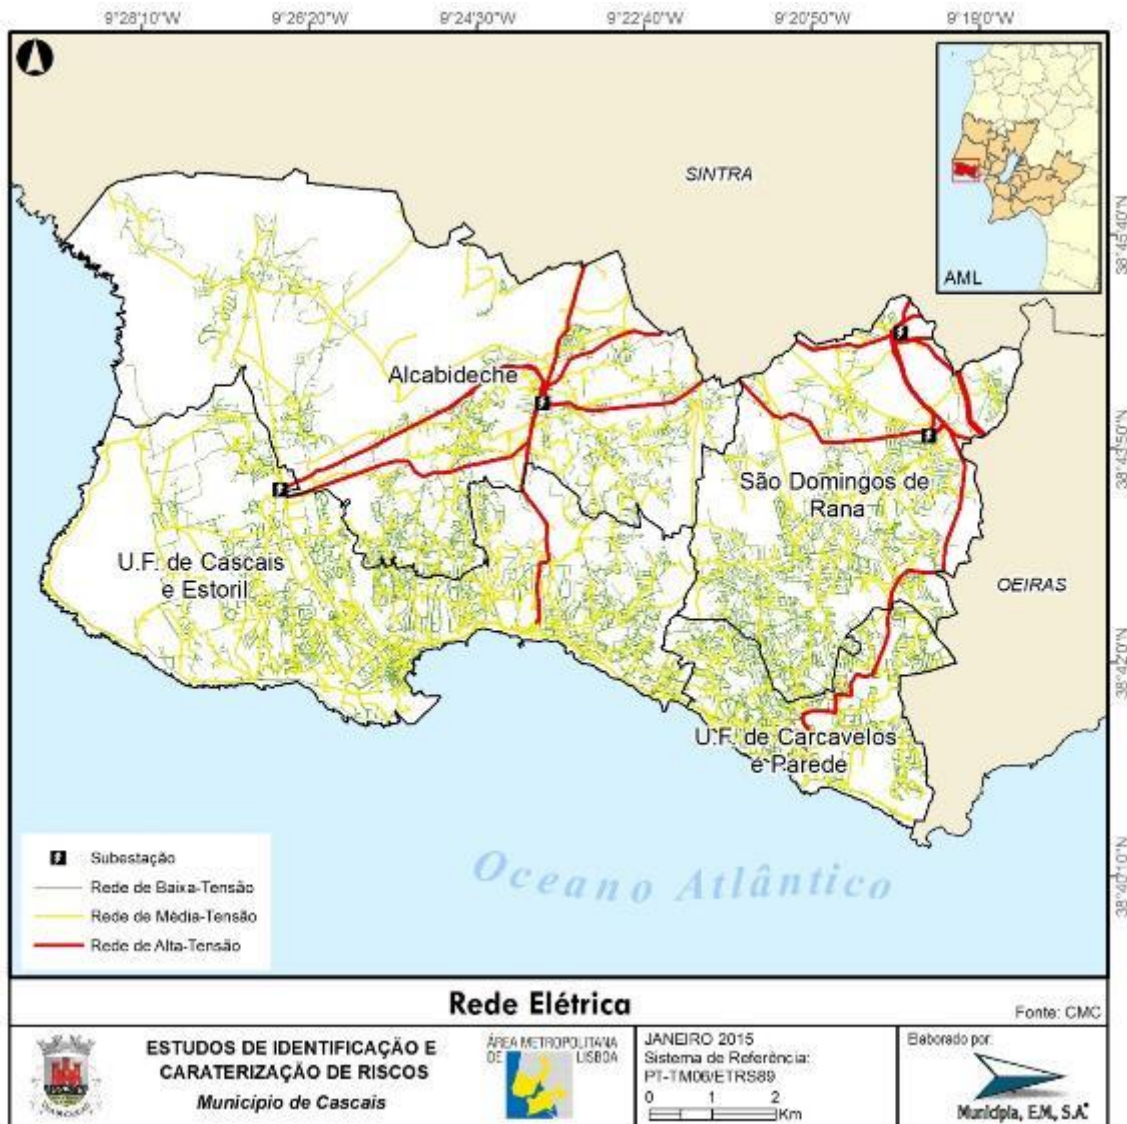 9°28'10"W 9°26'20"W 9°24'30"W 9°22'40"W 9°20'50"W 9°19'0"W
SINTRA
AML
38°45'40"N
Alcabideche
38°43'50"N
São Domingos de
Rana
U.F. de Cascais
e Estoril
OEIRAS
38°42'0"N
U.F. de Carcavelos
e Parede
38°40'10"N
Oceano Atlântico
Subestação
Rede de Baixa-Tensão
Rede de Média-Tensão
Rede de Alta-Tensão
Rede Elétrica
Fonte: CMC
ESTUDOS DE IDENTIFICAÇÃO E
CARATERIZAÇÃO DE RISCOS
Município de Cascais
ÁREA METROPOLITANA
DE LISBOA
JANEIRO 2015
Sistema de Referência:
PT-TM06/ETRS89
0 1 2
Km
Elaborado por:
Municípia, E.M., S.A.